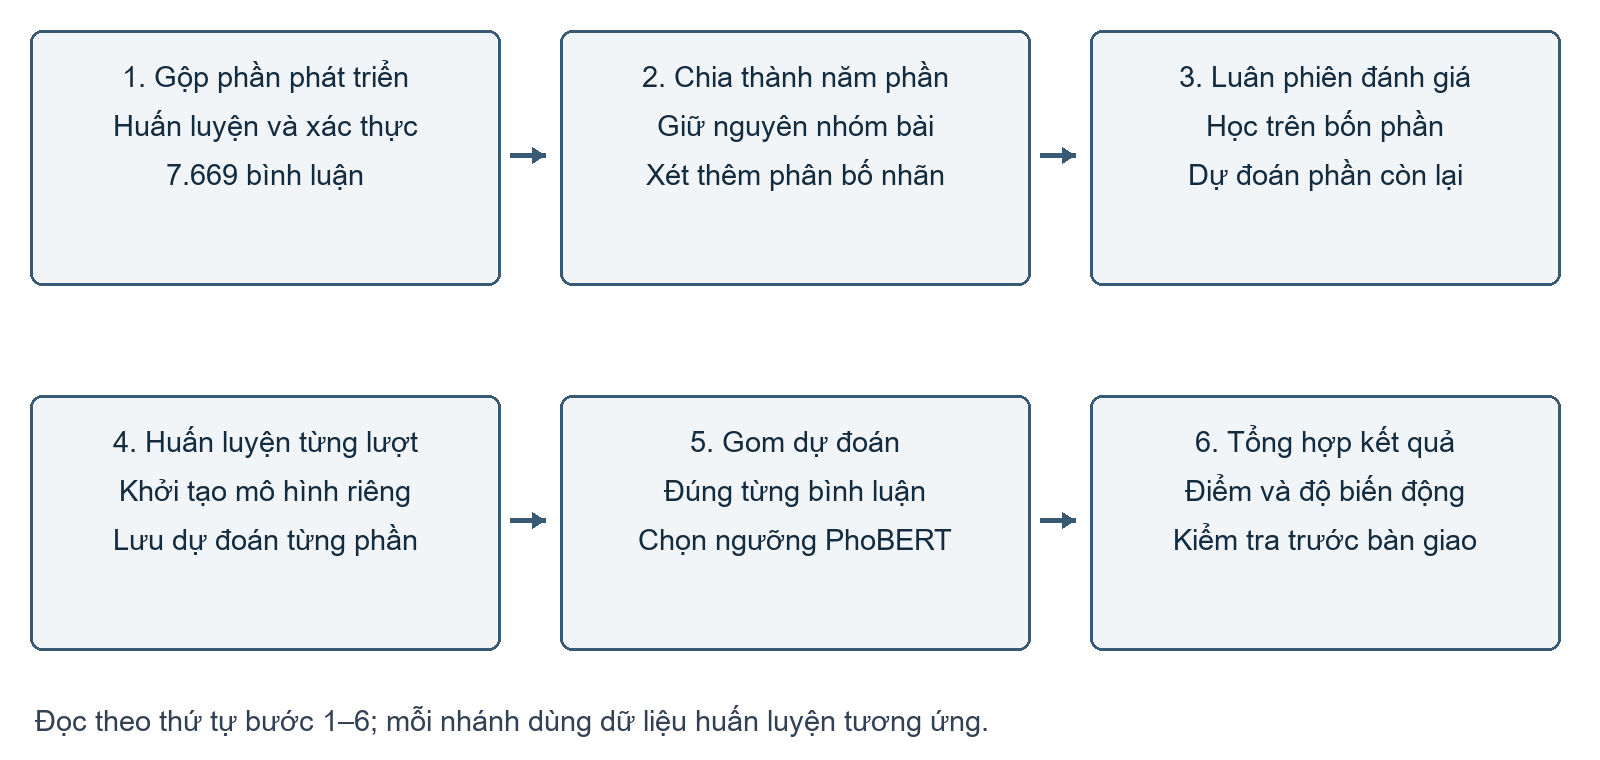 1. Gộp phần phát triển
Huấn luyện và xác thực
7.669 bình luận
2. Chia thành năm phần
Giữ nguyên nhóm bài
Xét thêm phân bố nhãn
3. Luân phiên đánh giá
Học trên bốn phần
Dự đoán phần còn lại
4. Huấn luyện từng lượt
Khởi tạo mô hình riêng
Lưu dự đoán từng phần
5. Gom dự đoán
Đúng từng bình luận
Chọn ngưỡng PhoBERT
6. Tổng hợp kết quả
Điểm và độ biến động
Kiểm tra trước bàn giao
Đọc theo thứ tự bước 1–6; mỗi nhánh dùng dữ liệu huấn luyện tương ứng.